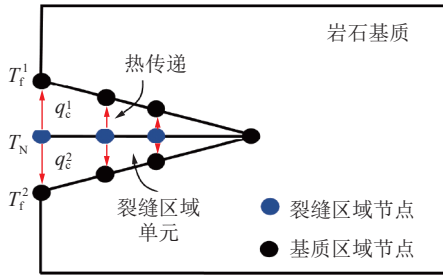 岩石基质
T_f^1
热传递
q_c^1
T_N
q_c^2
T_f^2
裂缝区域
单元
裂缝区域节点
基质区域节点